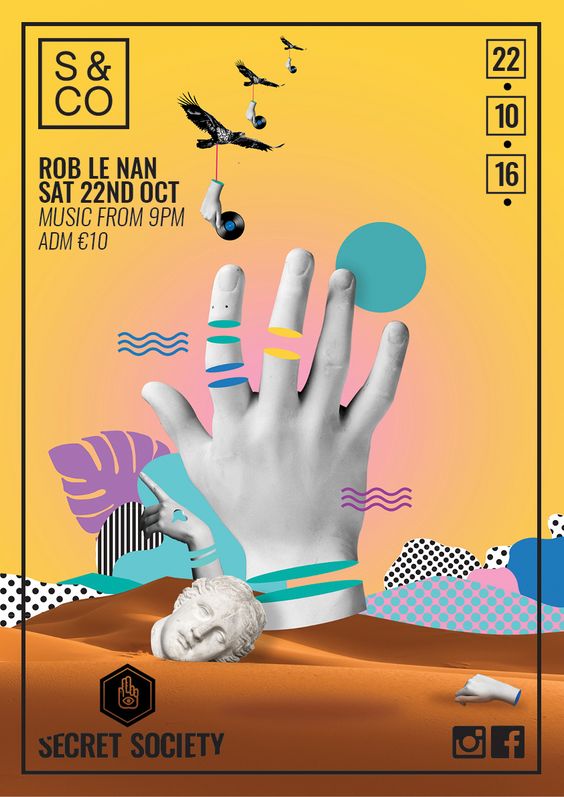 S &
CO
22
10
16
ROB LE NAN
SAT 22ND OCT
MUSIC FROM 9PM
ADM €10
SECRET SOCIETY